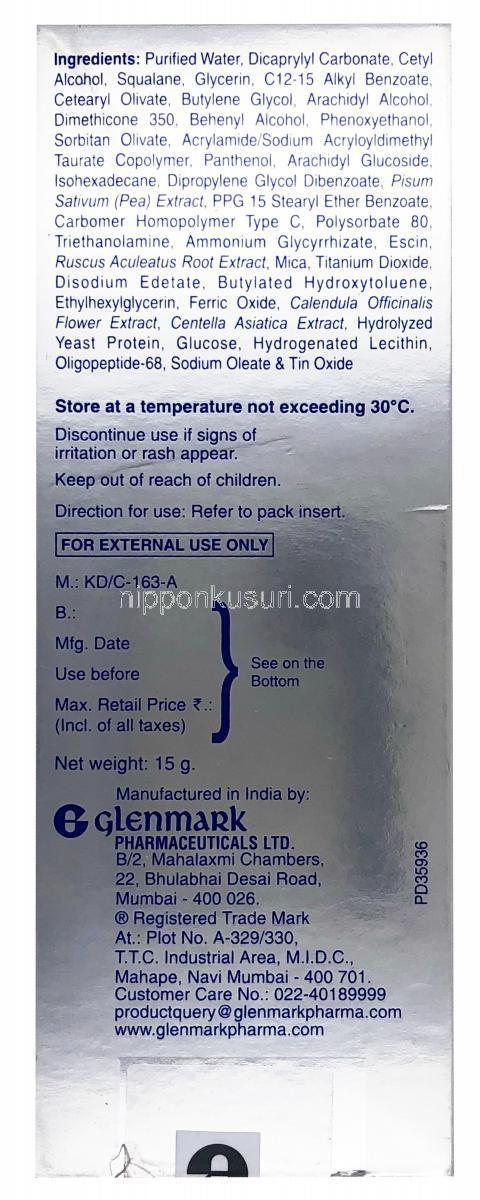 Ingredients: Purified Water, Dicaprylyl Carbonate, Cetyl
Alcohol, Squalane, Glycerin, C12-15 Alkyl Benzoate,
Cetearyl Olivate, Butylene Glycol, Arachidyl Alcohol,
Dimethicone 350, Behenyl Alcohol, Phenoxyethanol,
Sorbitan Olivate, Acrylamide/Sodium Acryloyldimethyl
Taurate Copolymer, Panthenol, Arachidyl Glucoside,
Isohexadecane, Dipropylene Glycol Dibenzoate, Pisum
Sativum (Pea) Extract, PPG 15 Stearyl Ether Benzoate,
Carbomer Homopolymer Type C, Polysorbate 80,
Triethanolamine, Ammonium Glycyrrhizate, Escin,
Ruscus Aculeatus Root Extract, Mica, Titanium Dioxide,
Disodium Edetate, Butylated Hydroxytoluene,
Ethylhexylglycerin, Ferric Oxide, Calendula Officinalis
Flower Extract, Centella Asiatica Extract, Hydrolyzed
Yeast Protein, Glucose, Hydrogenated Lecithin,
Oligopeptide-68, Sodium Oleate & Tin Oxide
Store at a temperature not exceeding 30°C.
Discontinue use if signs of
irritation or rash appear.
Keep out of reach of children.
Direction for use: Refer to pack insert.
FOR EXTERNAL USE ONLY
M.: KD/C-163-A
nipponkusuri.com
B.:
Mfg. Date
Use before
See on the
Bottom
Max. Retail Price ₹.:
(Incl. of all taxes)
Net weight: 15 g.
Manufactured in India by:
glenmark
PHARMACEUTICALS LTD.
B/2, Mahalaxmi Chambers,
22, Bhulabhai Desai Road,
Mumbai - 400 026.
® Registered Trade Mark
At.: Plot No. A-329/330,
T.T.C. Industrial Area, M.I.D.C.,
Mahape, Navi Mumbai - 400 701.
Customer Care No.: 022-40189999
productquery@glenmarkpharma.com
www.glenmarkpharma.com
PD35936